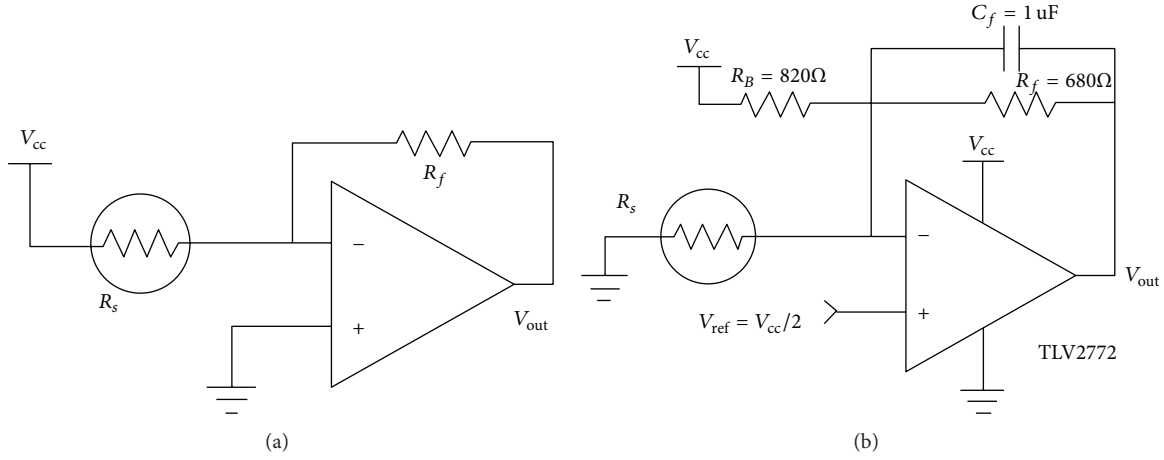 V_cc
R_s
R_f
V_out
−
+
(a)
C_f = 1 uF
V_cc
R_B = 820Ω
R_f = 680Ω
V_cc
R_s
−
+
V_ref = V_cc/2
V_out
TLV2772
(b)